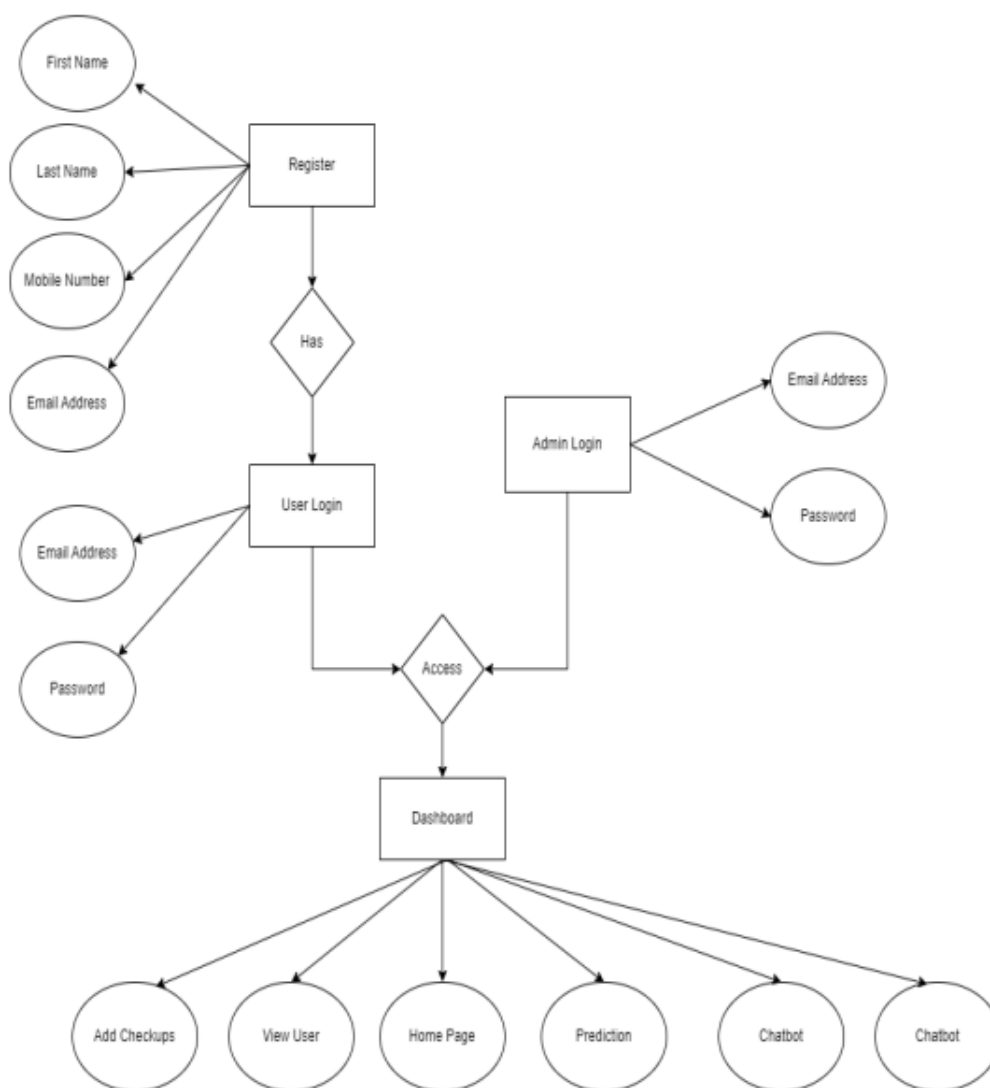 First Name
Register
Last Name
Mobile Number
Has
Email Address
Email Address
Admin Login
User Login
Password
Email Address
Access
Password
Dashboard
Add Checkups
View User
Home Page
Prediction
Chatbot
Chatbot